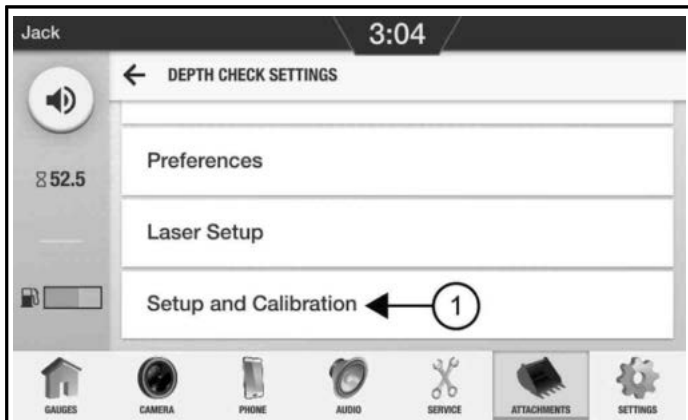 Jack
3:04
← DEPTH CHECK SETTINGS
52.5
Preferences
Laser Setup
Setup and Calibration
1
GAUGES
CAMERA
PHONE
AUDIO
SERVICE
ATTACHMENTS
SETTINGS